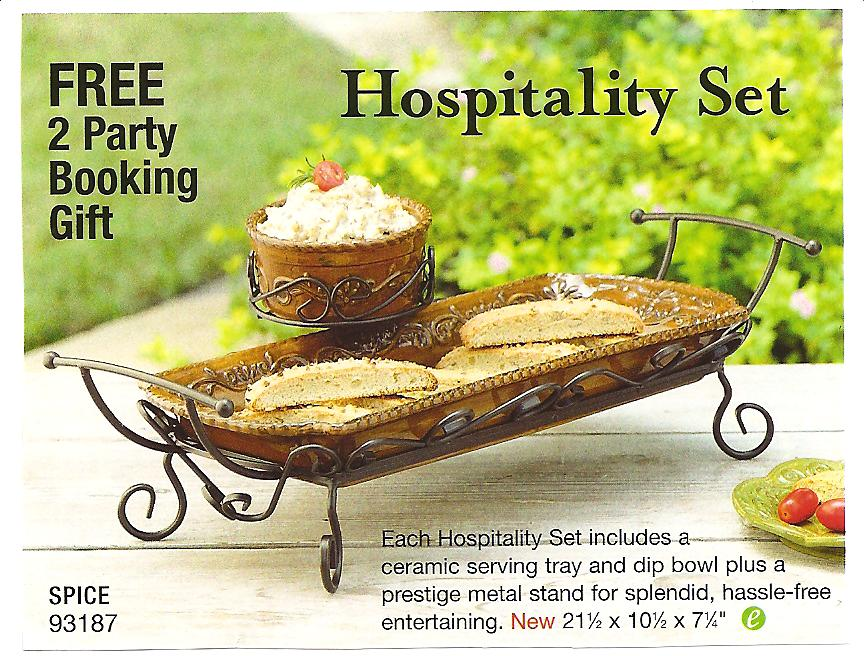 FREE
2 Party
Booking
Gift
Hospitality Set
Each Hospitality Set includes a
ceramic serving tray and dip bowl plus a
prestige metal stand for splendid, hassle-free
entertaining. New 21½ x 10½ x 7¼" e
SPICE
93187